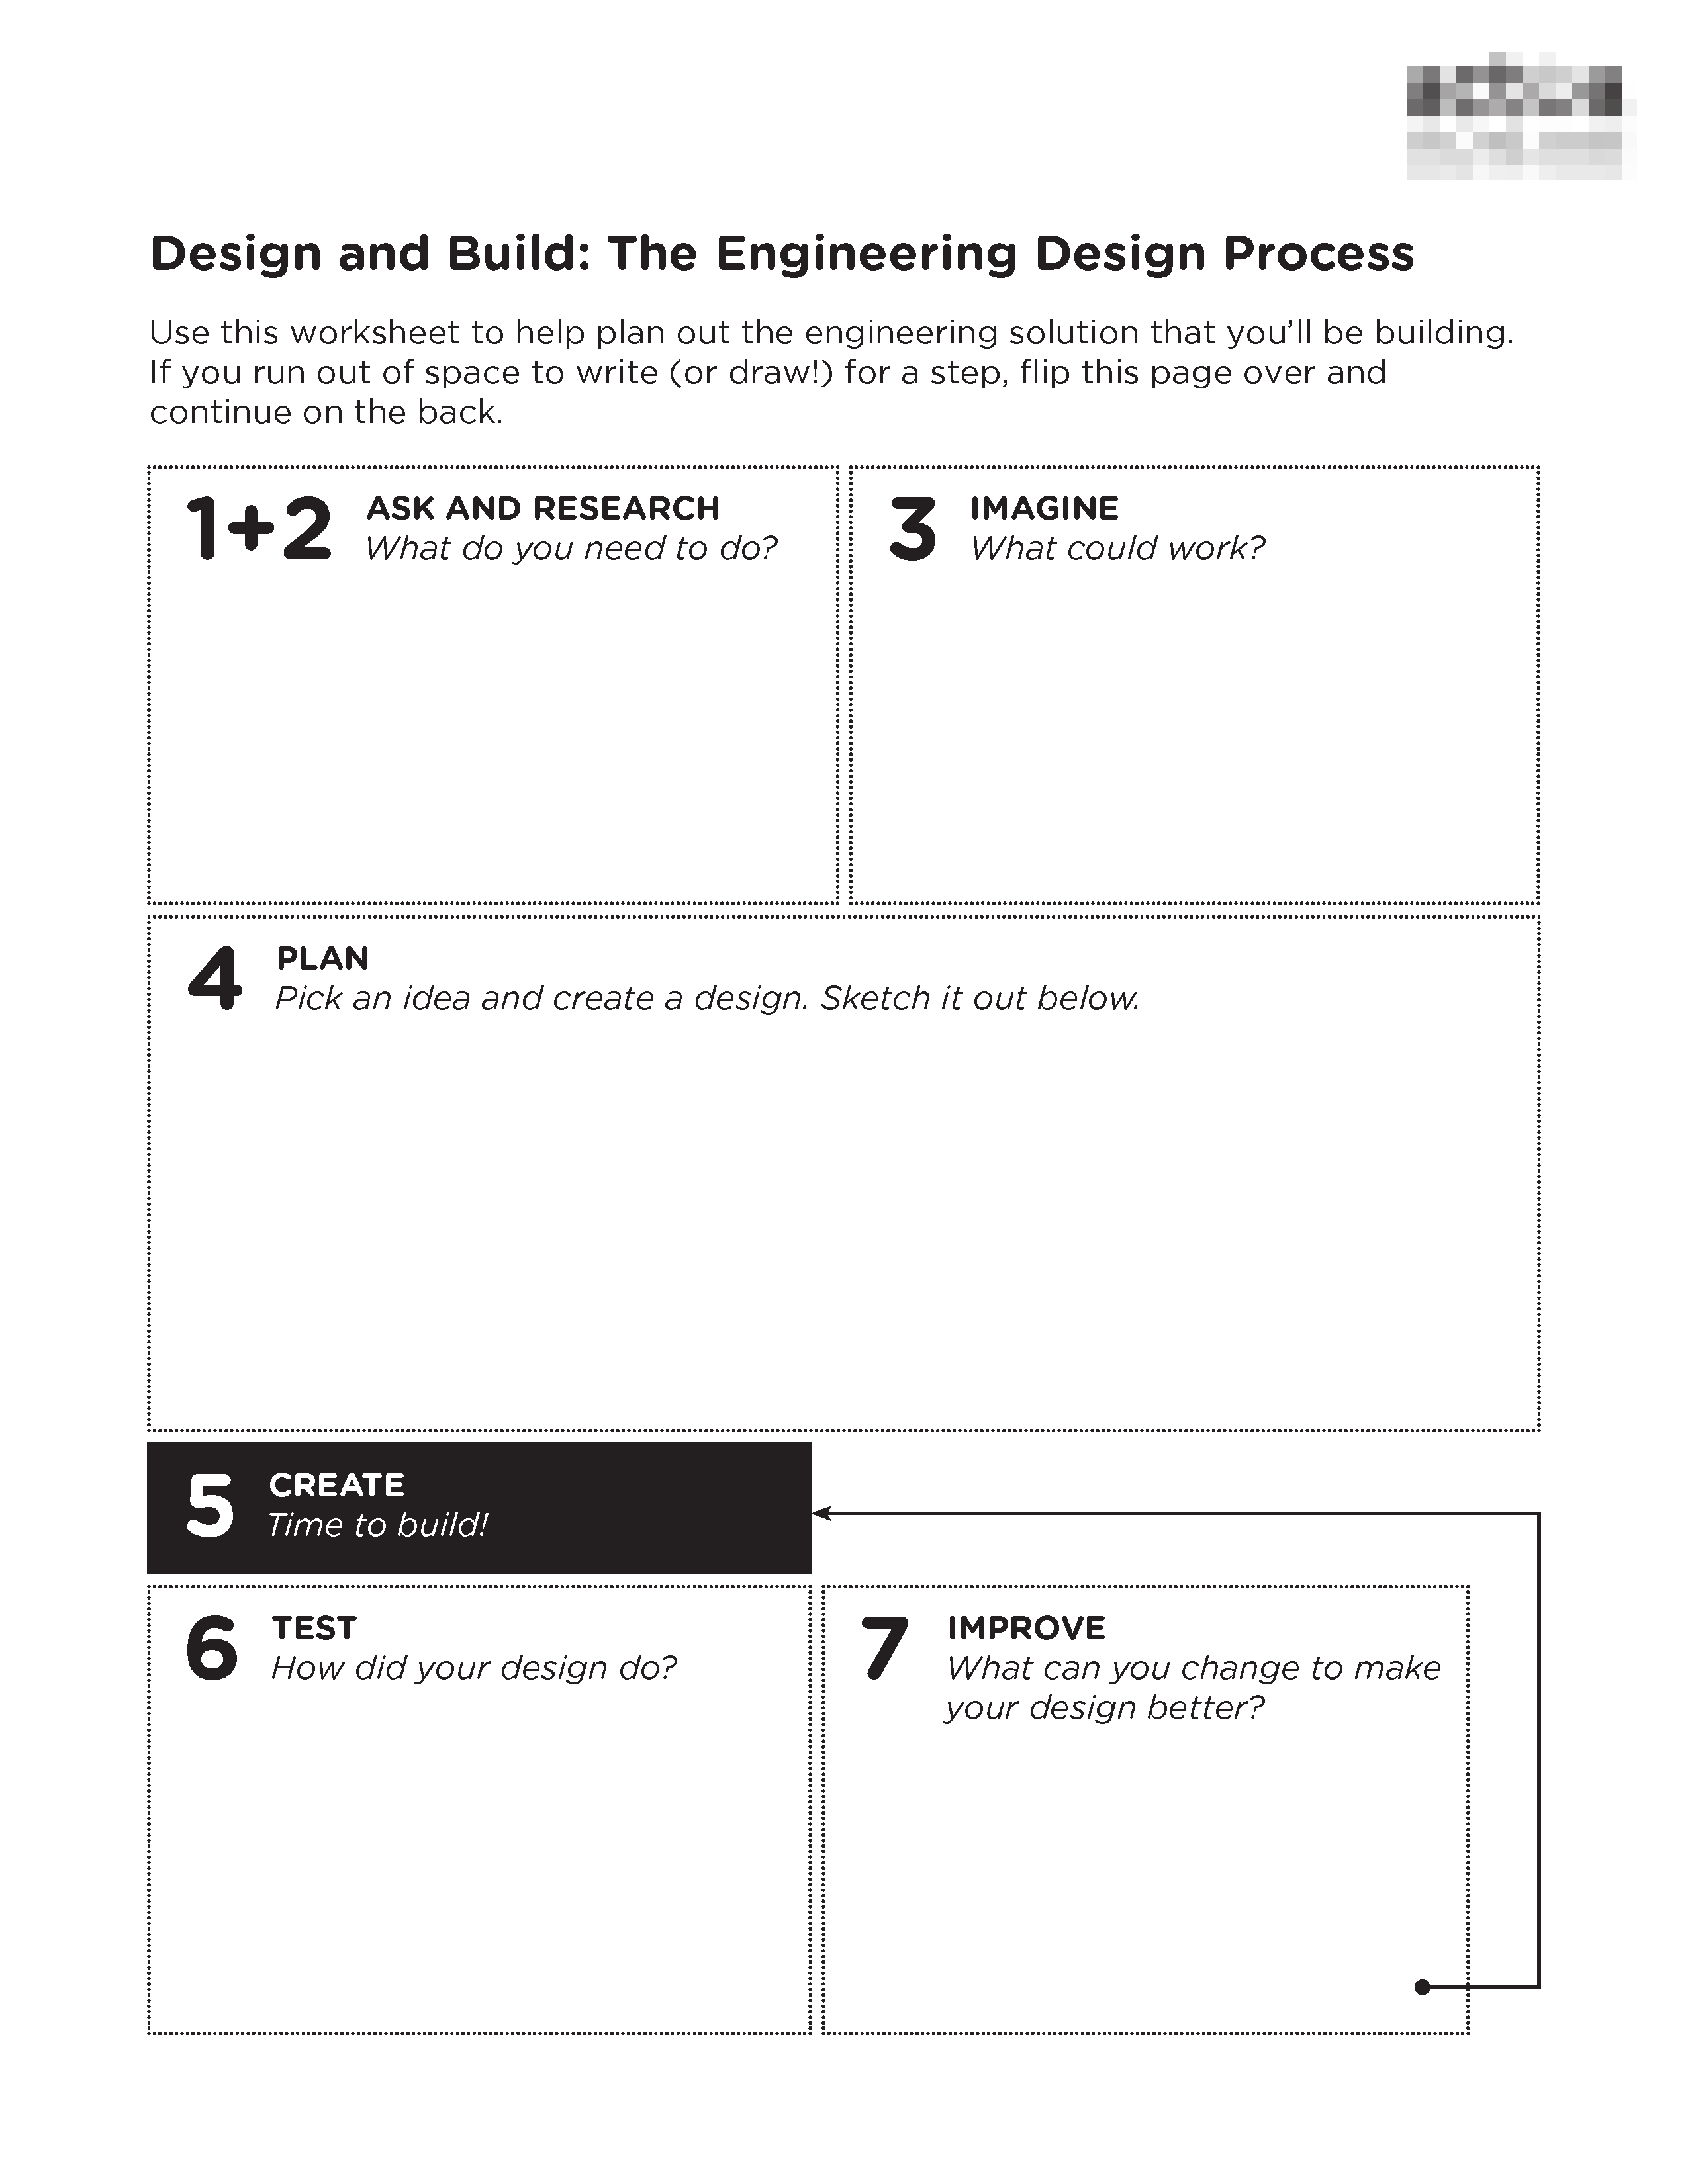 Design and Build: The Engineering Design Process
Use this worksheet to help plan out the engineering solution that you’ll be building.
If you run out of space to write (or draw!) for a step, flip this page over and
continue on the back.
1+2 ASK AND RESEARCH
What do you need to do?
3 IMAGINE
What could work?
4 PLAN
Pick an idea and create a design. Sketch it out below.
5 CREATE
Time to build!
6 TEST
How did your design do?
7 IMPROVE
What can you change to make
your design better?